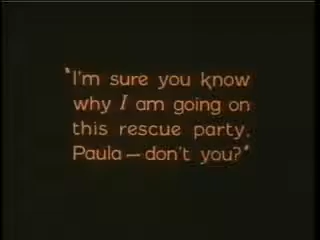 "I'm sure you know
why I am going on
this rescue party,
Paula — don't you?"